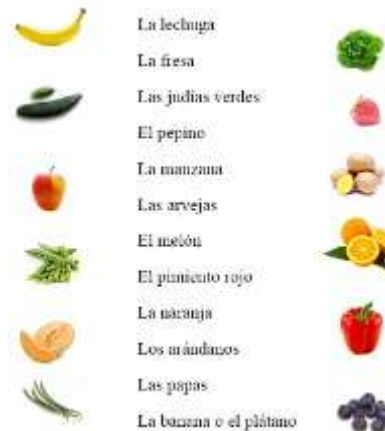 La lechuga
La fresa
Las judías verdes
El pepino
La manzana
Las arvejas
El melón
El pimiento rojo
La naranja
Los arándanos
Las papas
La banana o el plátano